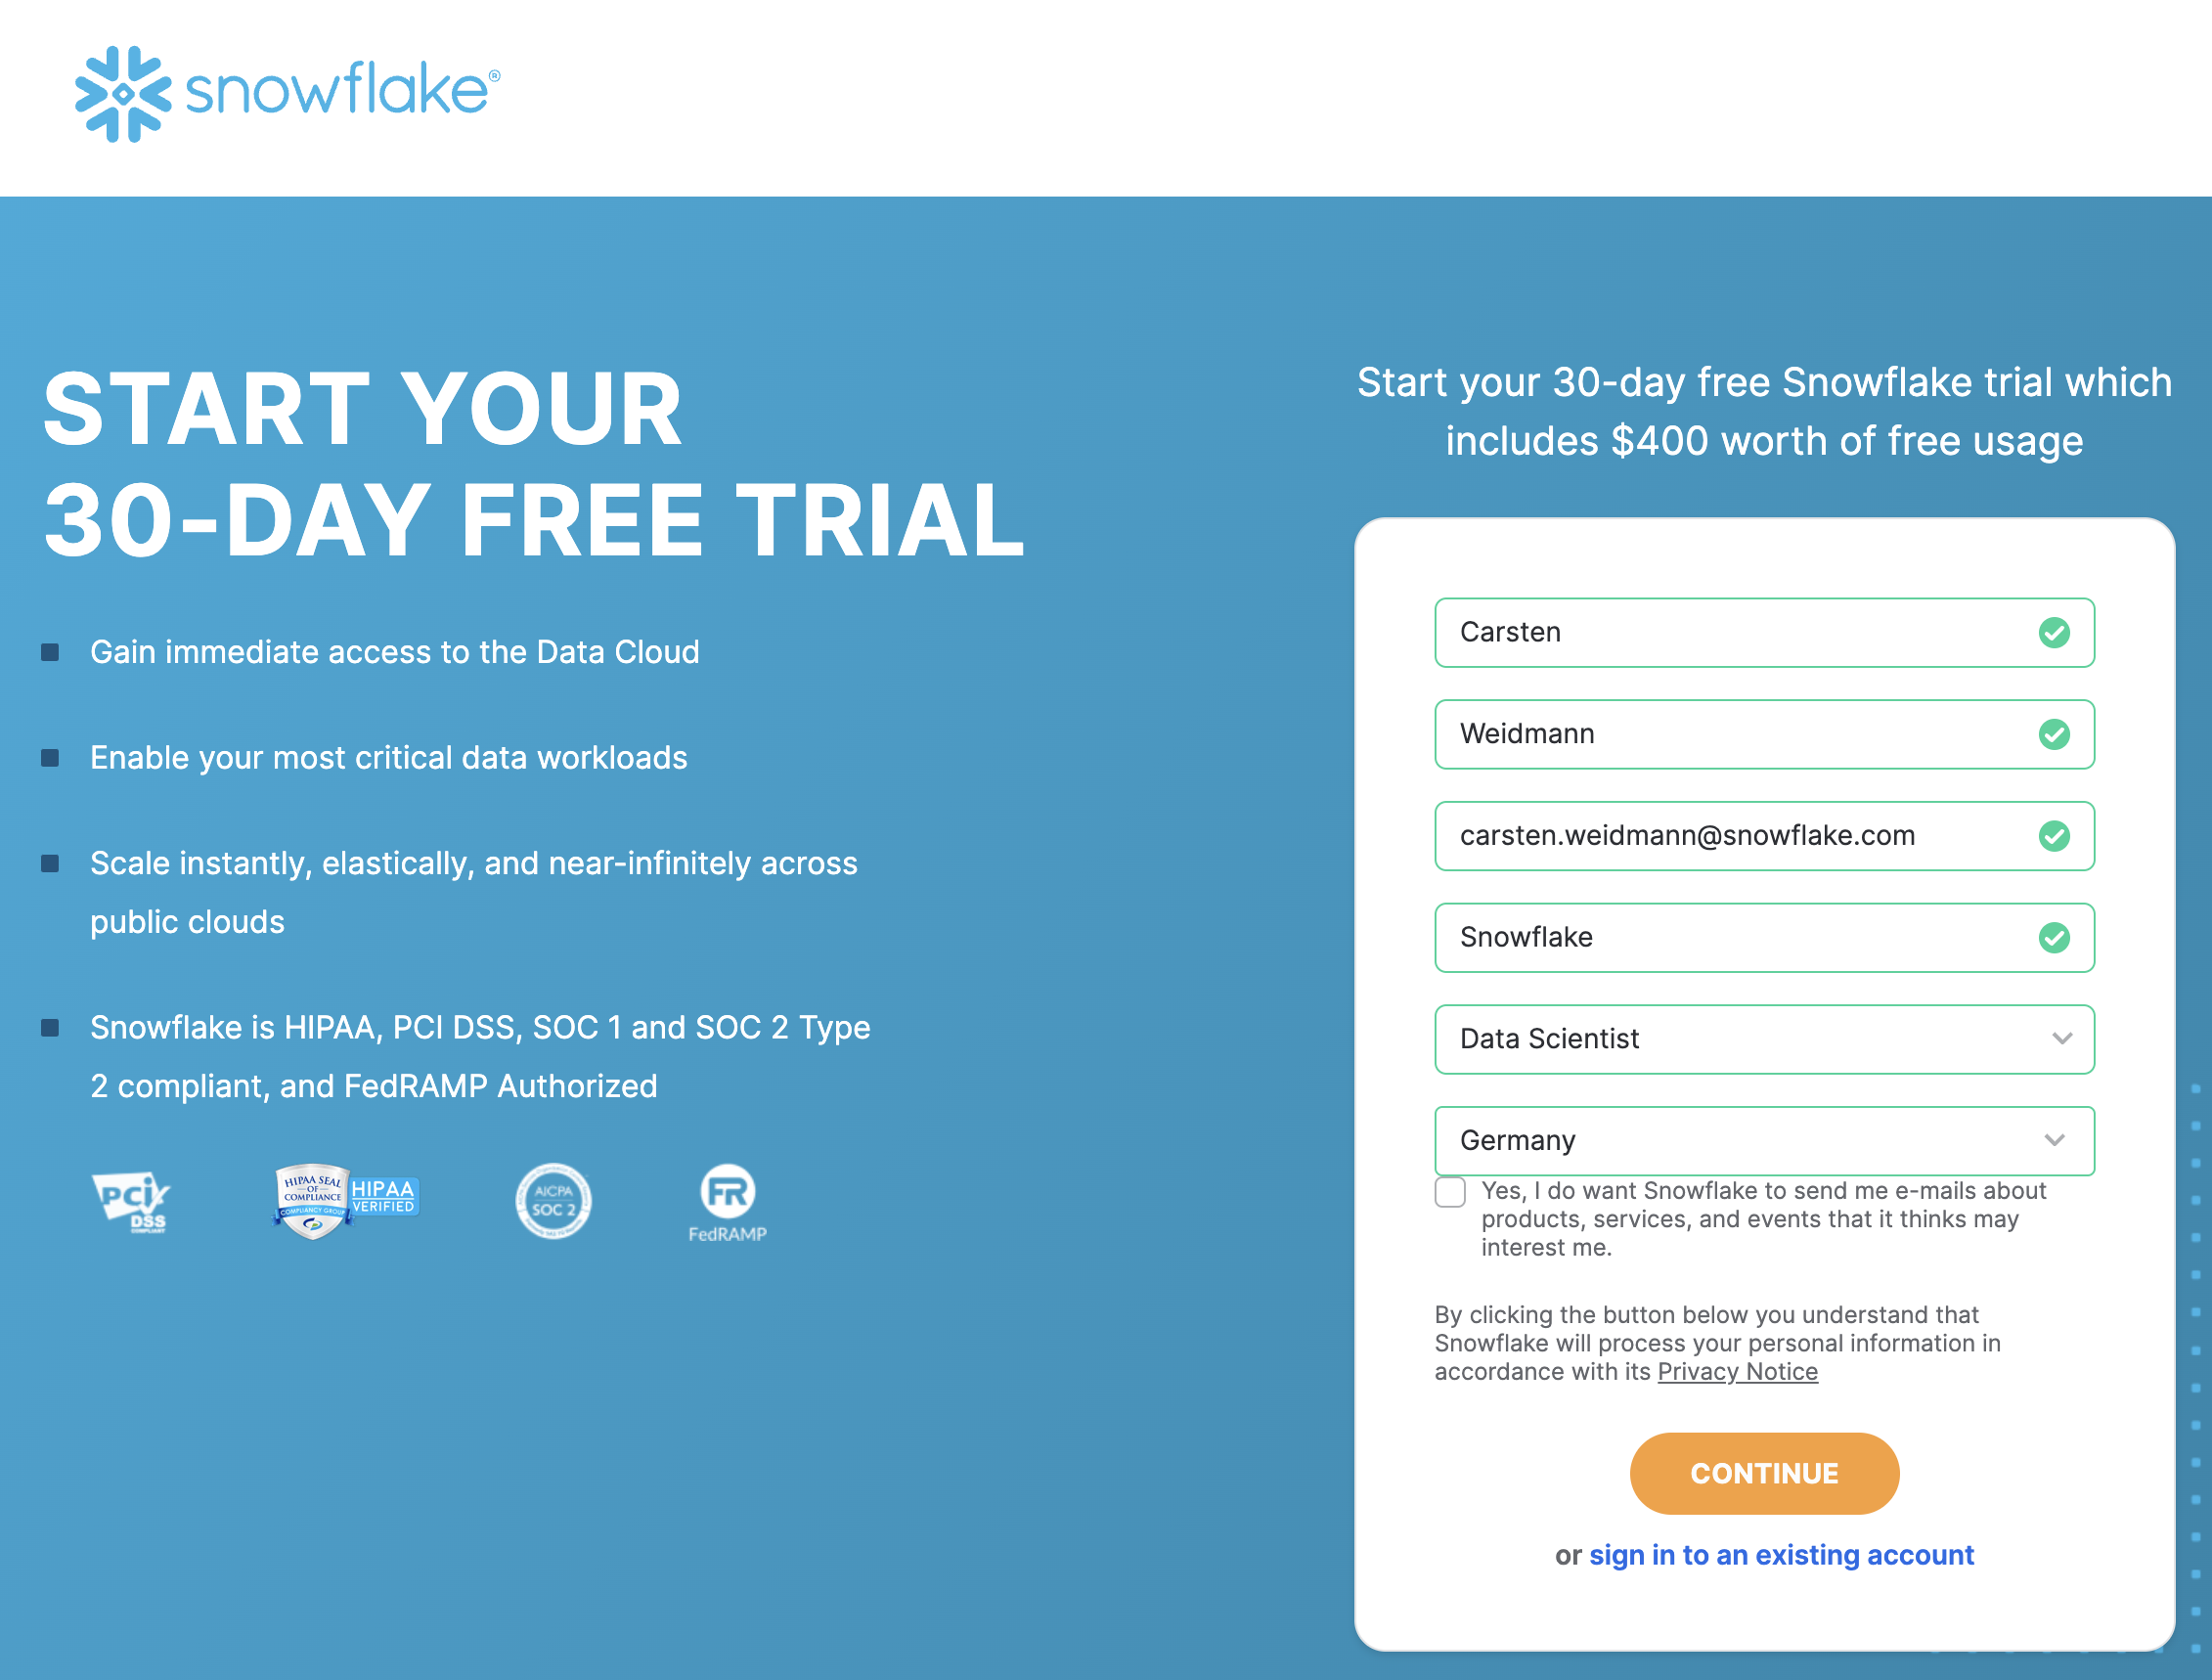 snowflake®
START YOUR
30-DAY FREE TRIAL
Gain immediate access to the Data Cloud
Enable your most critical data workloads
Scale instantly, elastically, and near-infinitely across
public clouds
Snowflake is HIPAA, PCI DSS, SOC 1 and SOC 2 Type
2 compliant, and FedRAMP Authorized
PCi
DSS
COMPLIANT
HIPAA SEAL
OF
COMPLIANCE
COMPLIANCY GROUP
HIPAA
VERIFIED
AICPA
SOC 2
FR
FedRAMP
Start your 30-day free Snowflake trial which
includes $400 worth of free usage
Carsten
Weidmann
carsten.weidmann@snowflake.com
Snowflake
Data Scientist
Germany
Yes, I do want Snowflake to send me e-mails about
products, services, and events that it thinks may
interest me.
By clicking the button below you understand that
Snowflake will process your personal information in
accordance with its Privacy Notice
CONTINUE
or sign in to an existing account